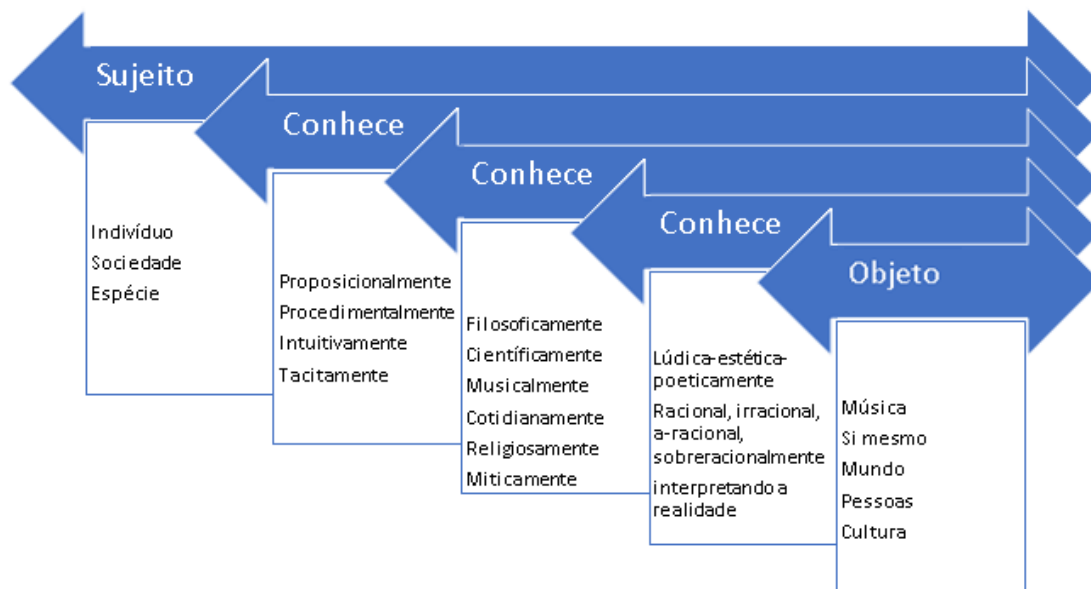 Sujeito
Indivíduo
Sociedade
Espécie
Conhece
Proposicionalmente
Procedimentalmente
Intuitivamente
Tacitamente
Conhece
Filosoficamente
Científicamente
Musicalmente
Cotidianamente
Religiosamente
Miticamente
Conhece
Lúdica-estética-
poeticamente
Racional, irracional,
a-racional,
sobreracionalmente
interpretando a
realidade
Objeto
Música
Si mesmo
Mundo
Pessoas
Cultura